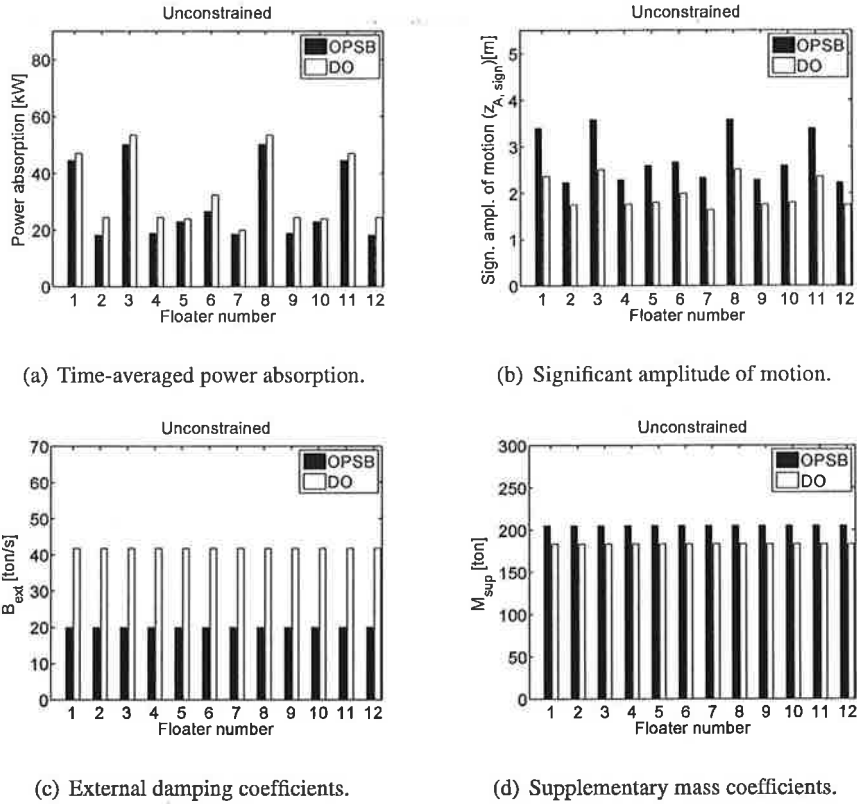 Unconstrained
Power absorption [kW]
80
60
40
20
0
OPSB
DO
1 2 3 4 5 6 7 8 9 10 11 12
Floater number
(a) Time-averaged power absorption.
Unconstrained
Sign. ampl. of motion (z_A, sign)[m]
5
4
3
2
1
0
OPSB
DO
1 2 3 4 5 6 7 8 9 10 11 12
Floater number
(b) Significant amplitude of motion.
Unconstrained
B_ext [ton/s]
70
60
50
40
30
20
10
0
OPSB
DO
1 2 3 4 5 6 7 8 9 10 11 12
Floater number
(c) External damping coefficients.
Unconstrained
M_sup [ton]
300
250
200
150
100
50
0
OPSB
DO
1 2 3 4 5 6 7 8 9 10 11 12
Floater number
(d) Supplementary mass coefficients.